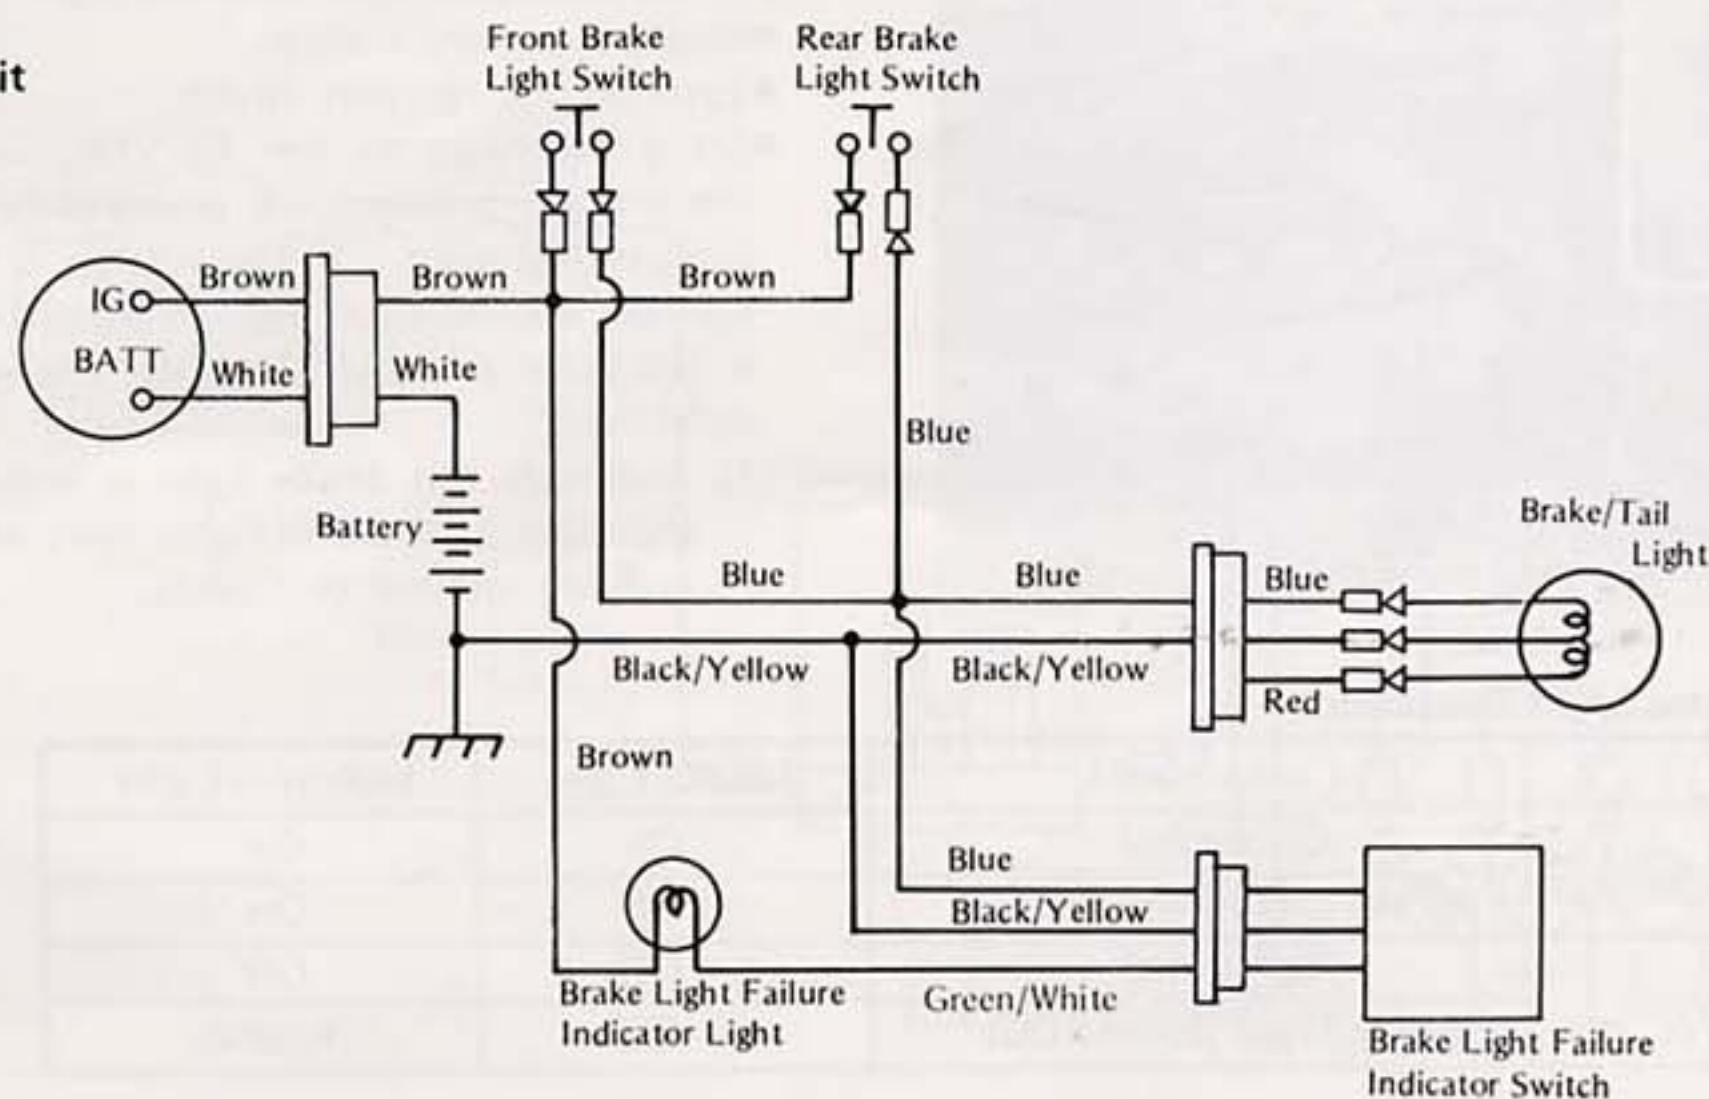 it
Front Brake
Light Switch
Rear Brake
Light Switch
IG
Brown
Brown
Brown
BATT
White
White
Blue
Battery
Brake/Tail
Light
Blue
Blue
Blue
Black/Yellow
Black/Yellow
Red
Brown
Blue
Black/Yellow
Green/White
Brake Light Failure
Indicator Light
Brake Light Failure
Indicator Switch